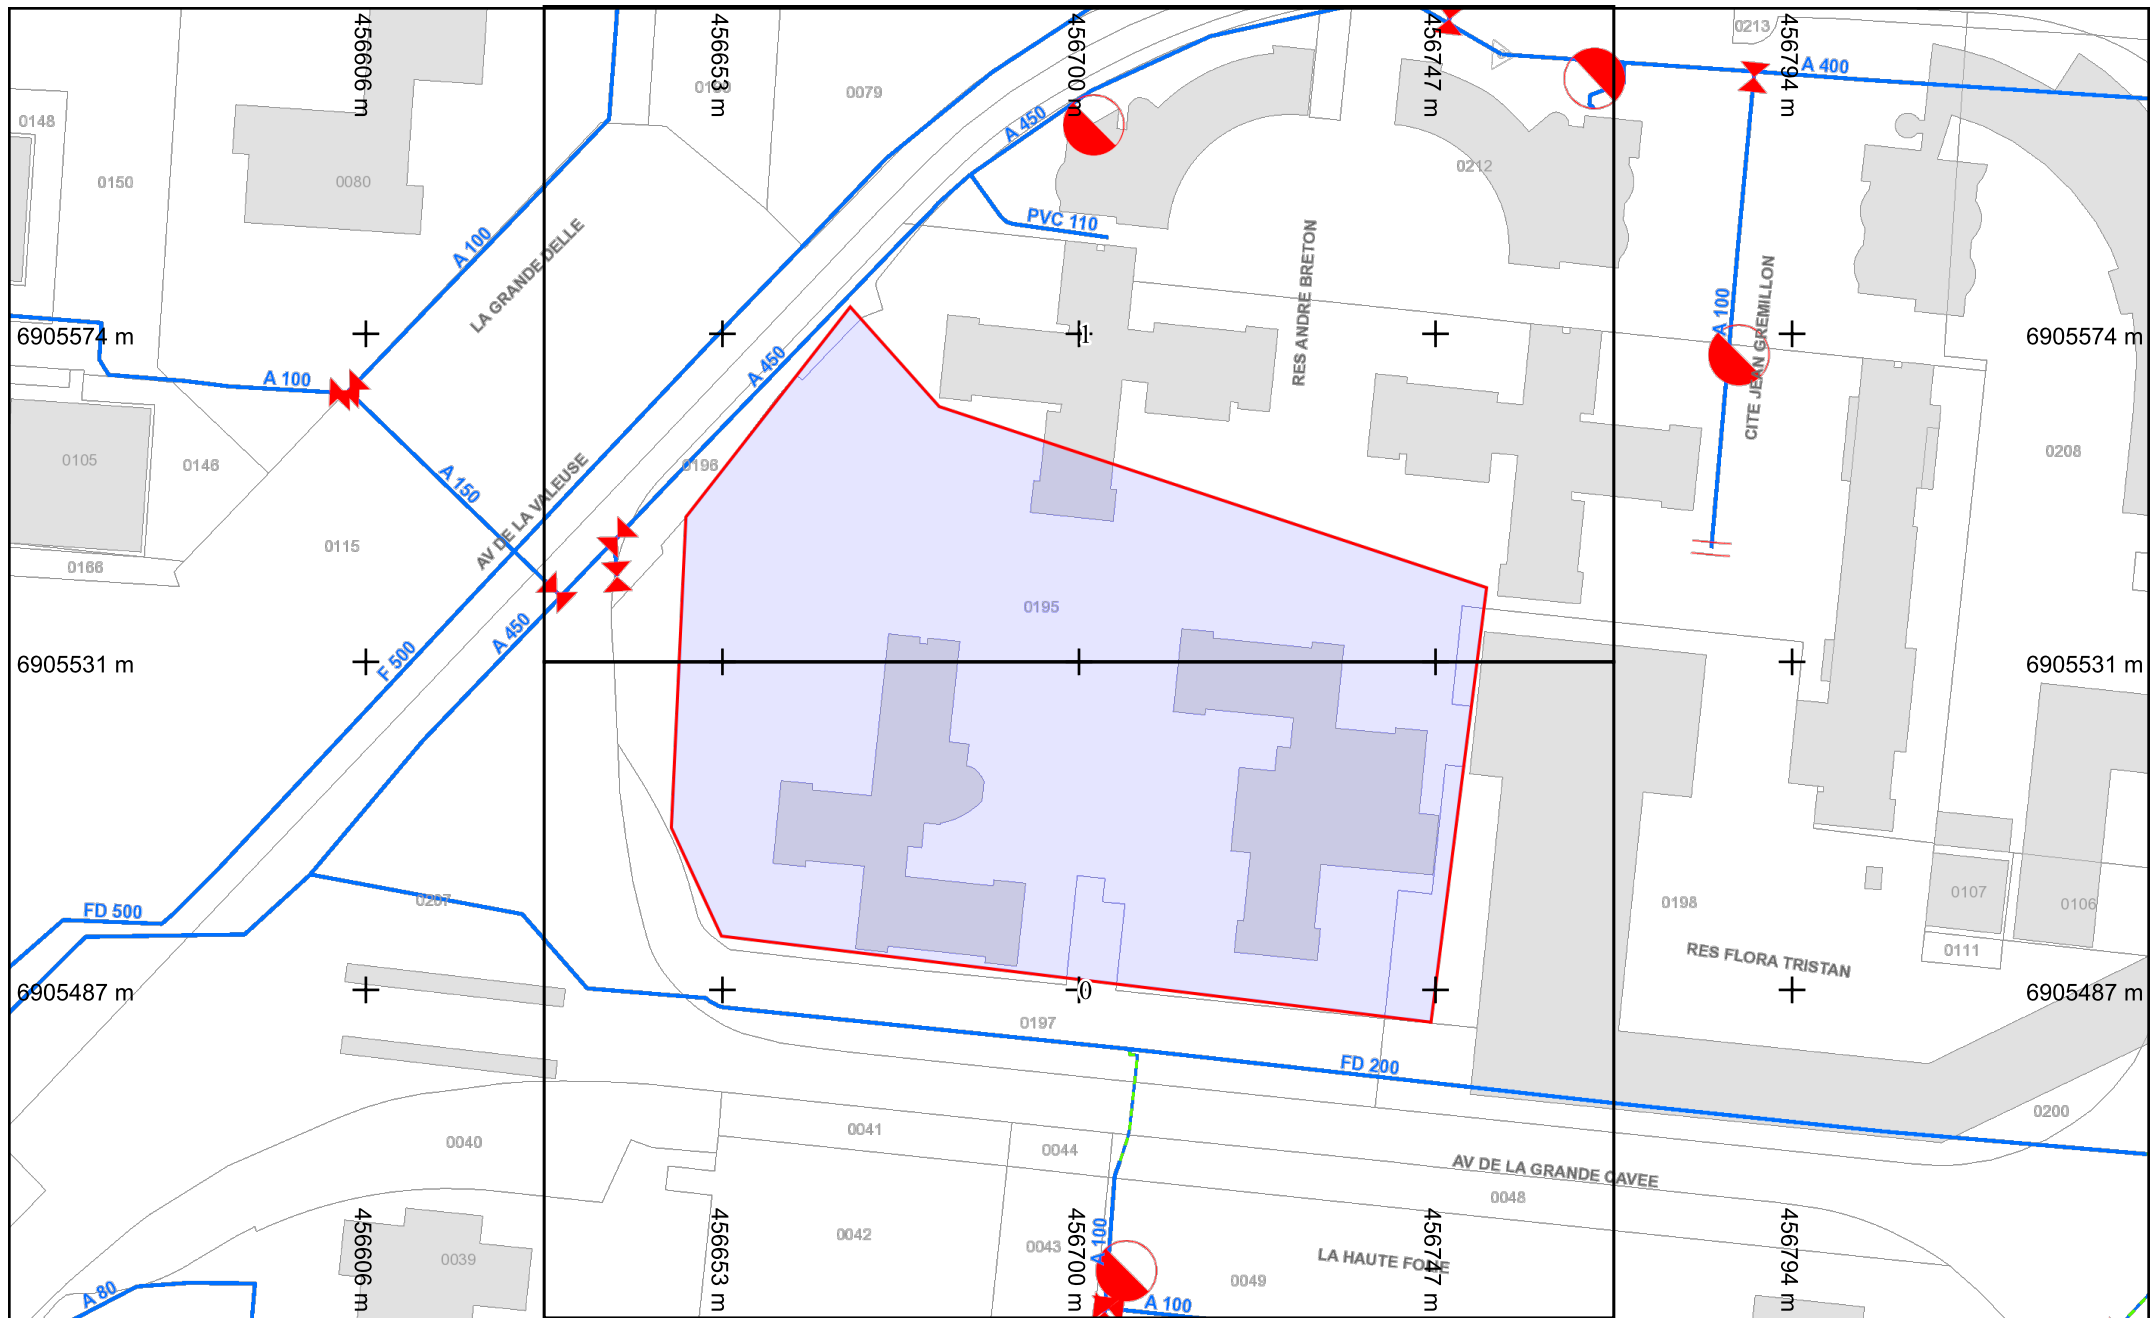 456606 m
456653 m
456700 m
456747 m
456794 m
0213
A 400
0079
0148
A 450
0150
0080
0212
PVC 110
A 100
LA GRANDE DELLE
RES ANDRE BRETON
CITE JEAN GREMILLON
A 100
6905574 m
1
6905574 m
A 100
A 450
0105
0146
0196
0208
A 150
AV DE LA VALEUSE
0115
0166
0195
A 450
F 500
6905531 m
6905531 m
0207
FD 500
0198
0107
0106
RES FLORA TRISTAN
0111
6905487 m
0
6905487 m
0197
FD 200
0200
0040
0041
0044
AV DE LA GRANDE CAVEE
0048
0042
0043
A 100
0039
LA HAUTE FOLIE
0049
A 80
A 100
456606 m
456653 m
456700 m
456747 m
456794 m